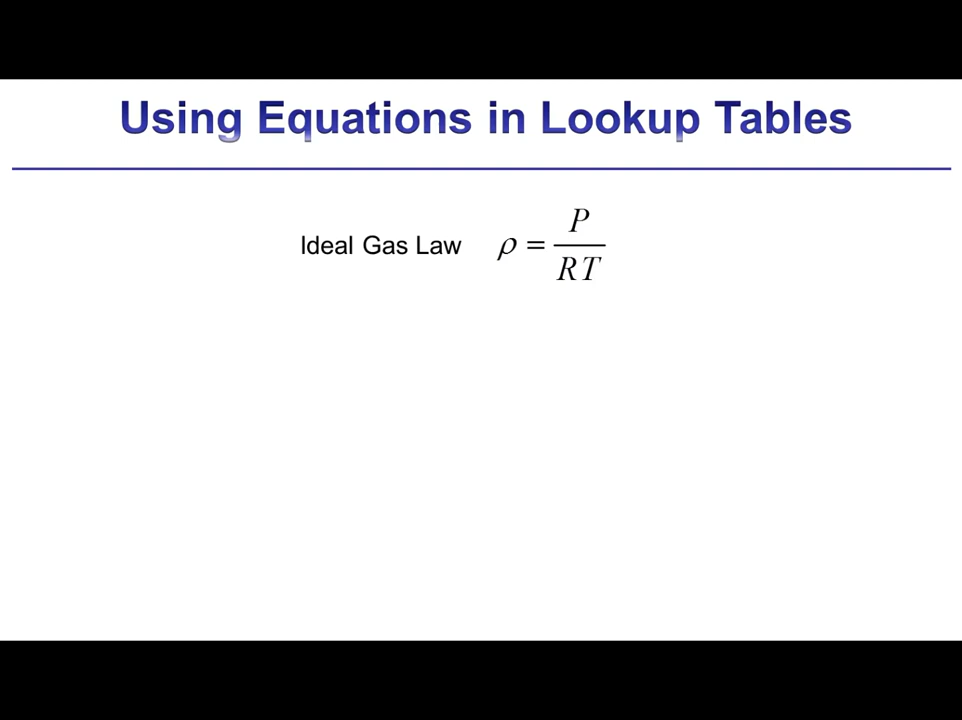 Using Equations in Lookup Tables
Ideal Gas Law ρ = P / RT